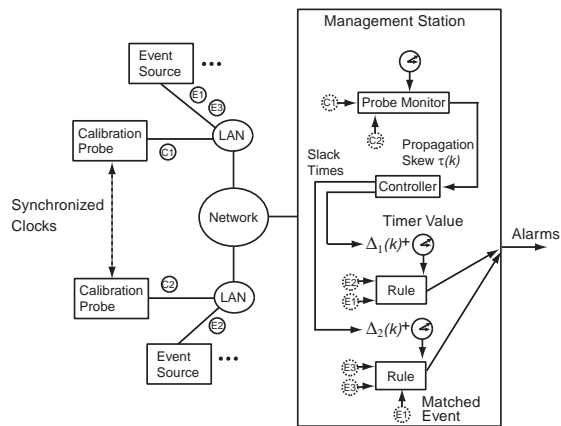 Management Station
Event
Source
...
E1
E3
LAN
Calibration
Probe
C1
Synchronized
Clocks
Network
Calibration
Probe
C2
LAN
E2
Event
Source
...
C1
Probe Monitor
C2
Propagation
Skew τ(k)
Slack
Times
Controller
Timer Value
Δ₁(k)+
E2
E1
Rule
Alarms
Δ₂(k)+
E3
E3
Rule
E1
Matched
Event